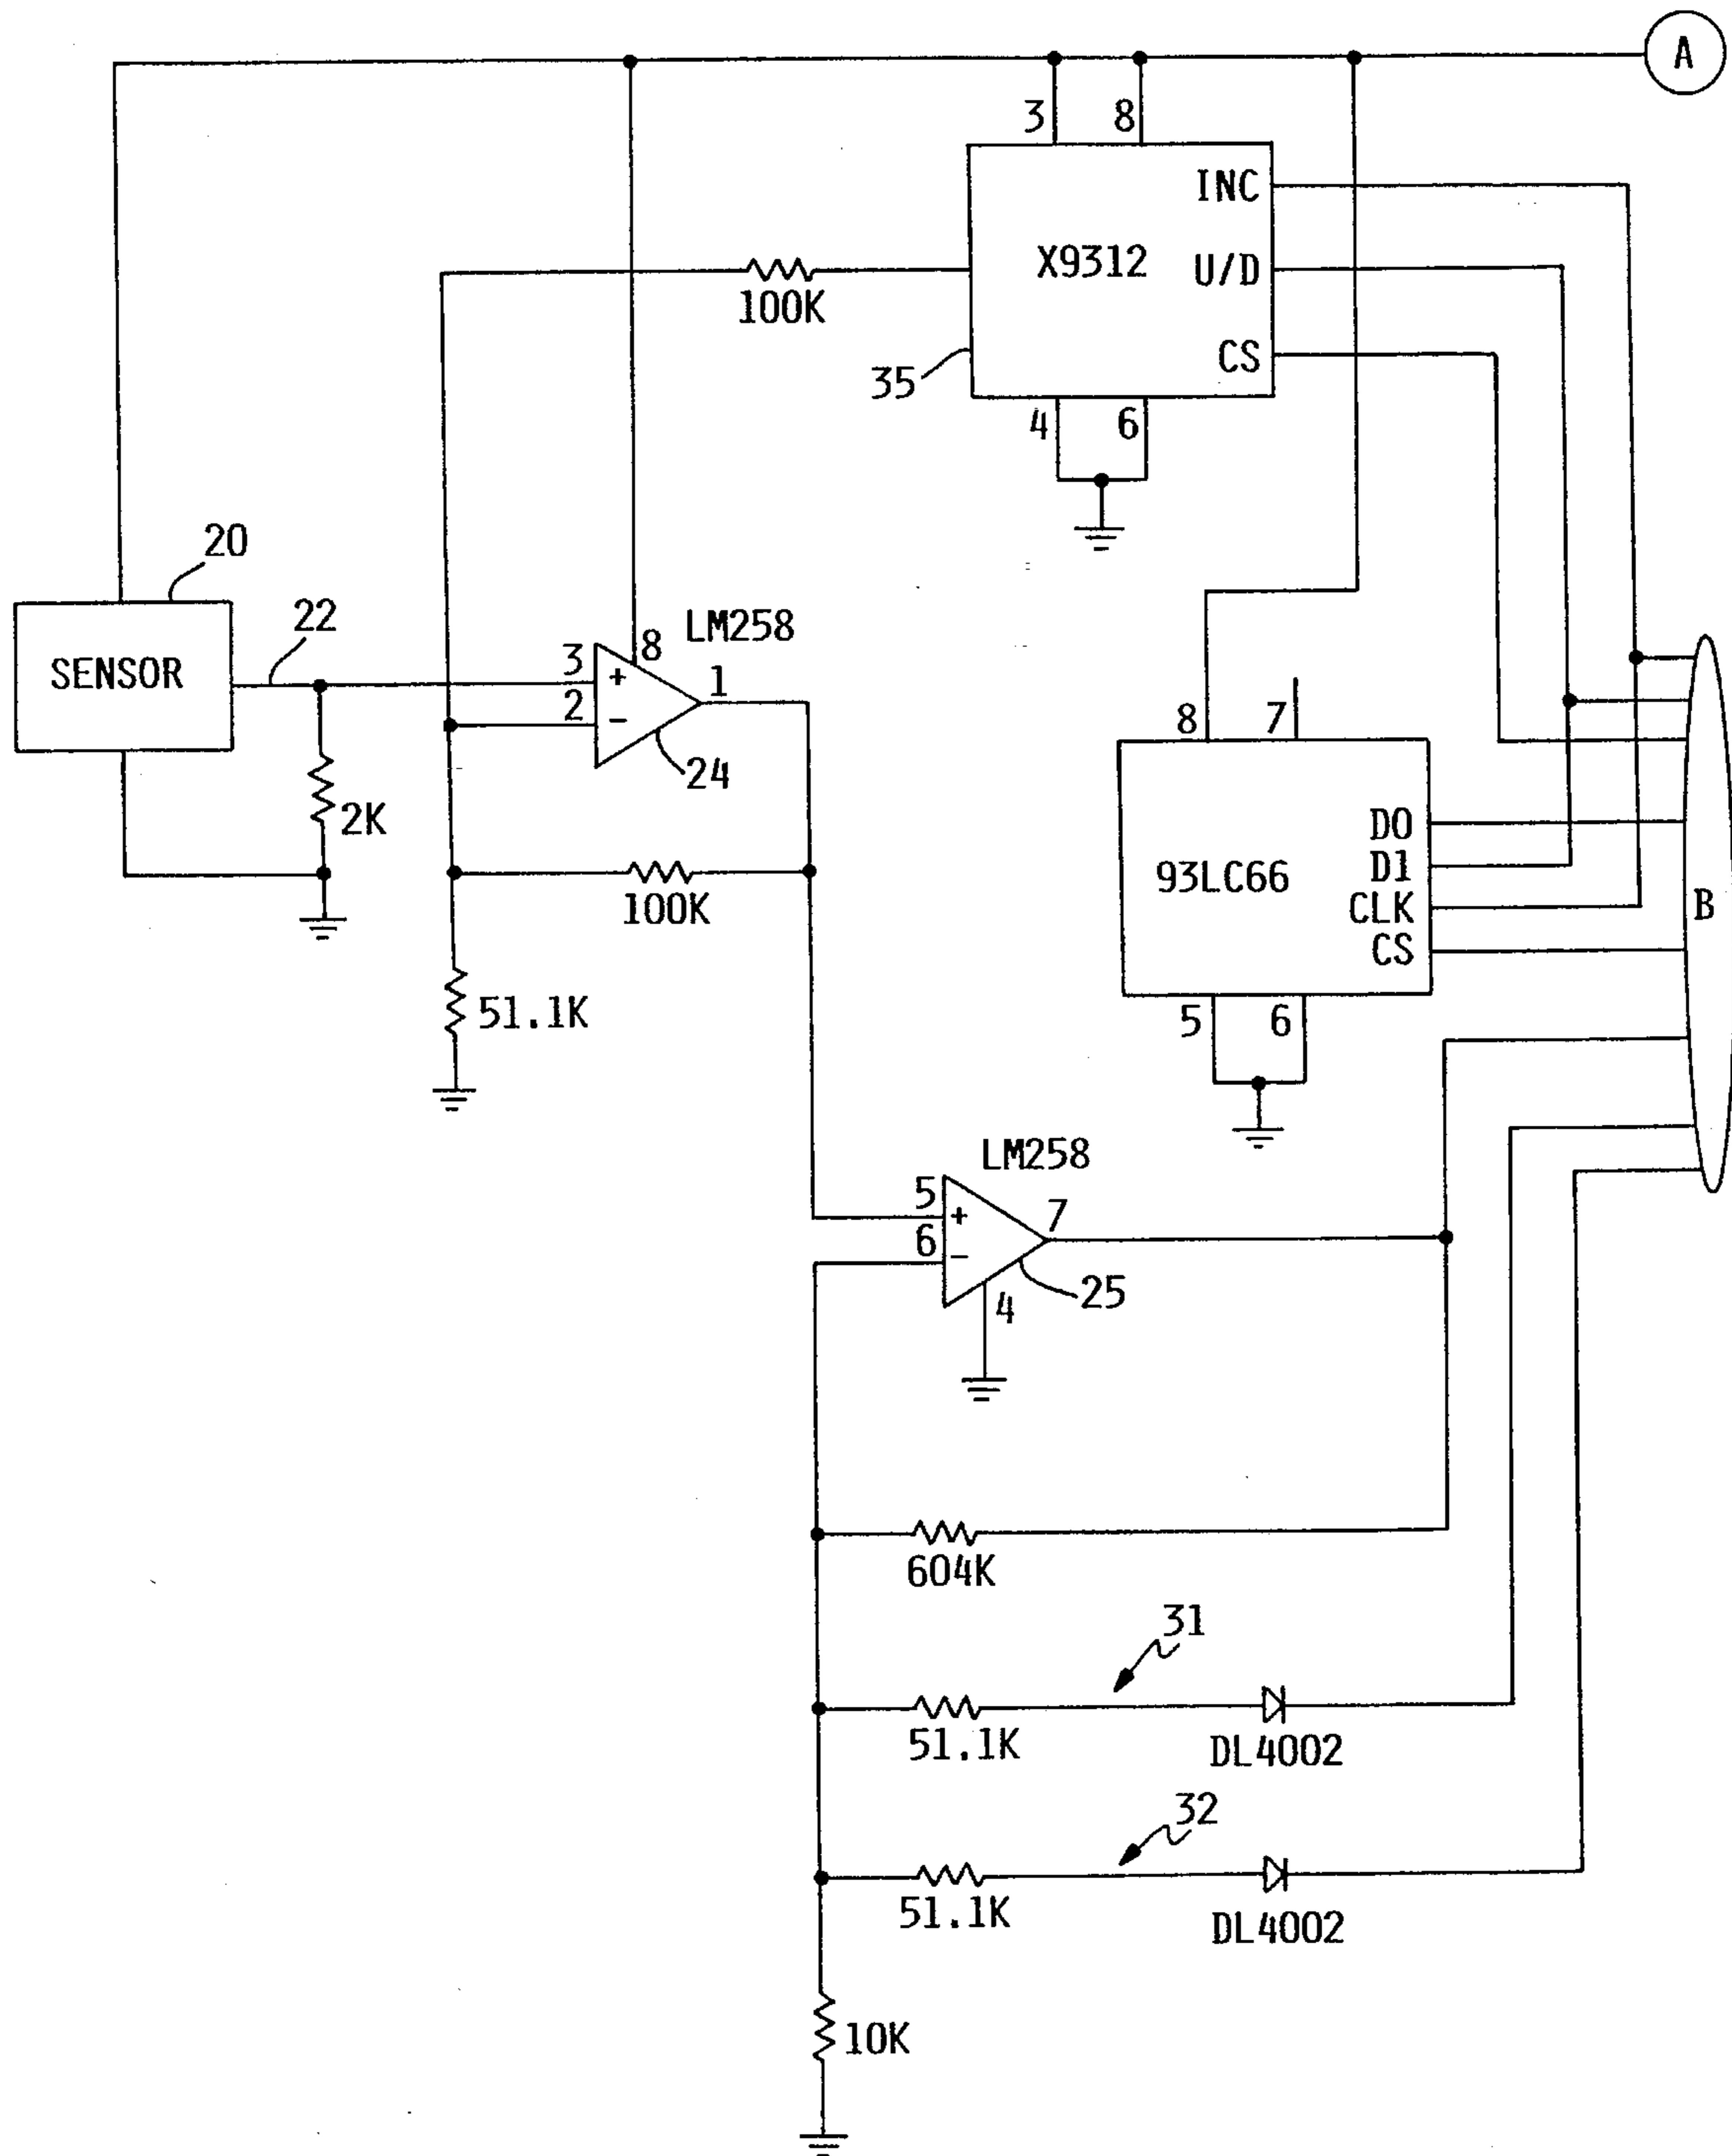 A
3 8
INC
X9312
U/D
100K
CS
35
4 6
20
22
LM258
8
SENSOR
3 + 1
2 −
24
8 7
2K
D0
D1
93LC66
CLK
B
100K
CS
51.1K
5 6
LM258
5 + 7
6 −
25
4
604K
31
51.1K
DL4002
32
51.1K
DL4002
10K